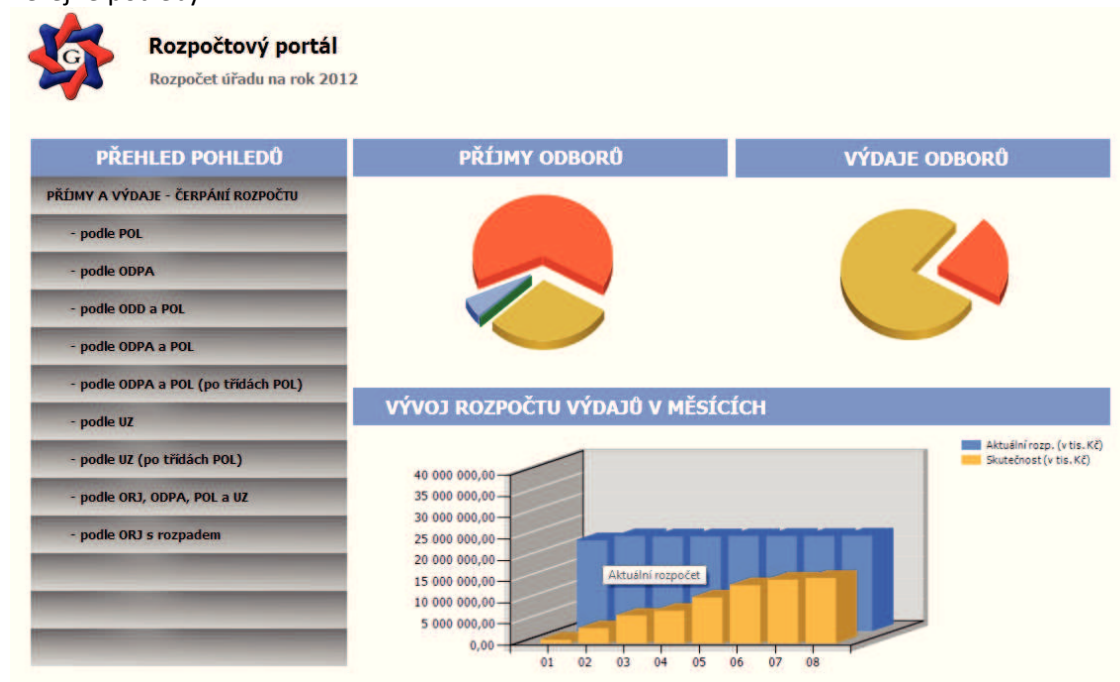 G
Rozpočtový portál
Rozpočet úřadu na rok 2012
PŘEHLED POHLEDŮ
PŘÍJMY A VÝDAJE - ČERPÁNÍ ROZPOČTU
- podle POL
- podle ODPA
- podle ODD a POL
- podle ODPA a POL
- podle ODPA a POL (po třídách POL)
- podle UZ
- podle UZ (po třídách POL)
- podle ORJ, ODPA, POL a UZ
- podle ORJ s rozpadem
PŘÍJMY ODBORŮ
VÝDAJE ODBORŮ
VÝVOJ ROZPOČTU VÝDAJŮ V MĚSÍCÍCH
Aktuální rozp. (v tis. Kč)
Skutečnost (v tis. Kč)
40 000 000,00
35 000 000,00
30 000 000,00
25 000 000,00
20 000 000,00
15 000 000,00
10 000 000,00
5 000 000,00
0,00
Aktuální rozpočet
01 02 03 04 05 06 07 08